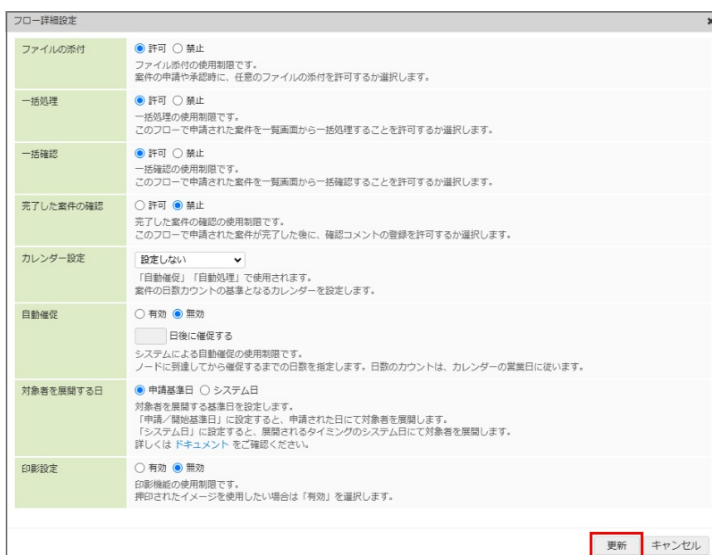 フロー詳細設定
ファイルの添付
許可 禁止
ファイル添付の使用制限です。
案件の申請や承認時に、任意のファイルの添付を許可するか選択します。
一括処理
許可 禁止
一括処理の使用制限です。
このフローで申請された案件を一覧画面から一括処理することを許可するか選択します。
一括確認
許可 禁止
一括確認の使用制限です。
このフローで申請された案件を一覧画面から一括確認することを許可するか選択します。
完了した案件の確認
許可 禁止
完了した案件の確認の使用制限です。
このフローで申請された案件が完了した後に、確認コメントの登録を許可するか選択します。
カレンダー設定
設定しない
「自動催促」「自動処理」で使用されます。
案件の日数カウントの基準となるカレンダーを設定します。
自動催促
有効 無効
日後に催促する
システムによる自動催促の使用制限です。
ノードに到達してから催促するまでの日数を指定します。日数のカウントは、カレンダーの営業日に従います。
対象者を展開する日
申請基準日 システム日
対象者を展開する基準日を設定します。
「申請／開始基準日」に設定すると、申請された日にて対象者を展開します。
「システム日」に設定すると、展開されるタイミングのシステム日にて対象者を展開します。
詳しくは ドキュメント をご確認ください。
印影設定
有効 無効
印影機能の使用制限です。
押印されたイメージを使用したい場合は「有効」を選択します。
更新 キャンセル